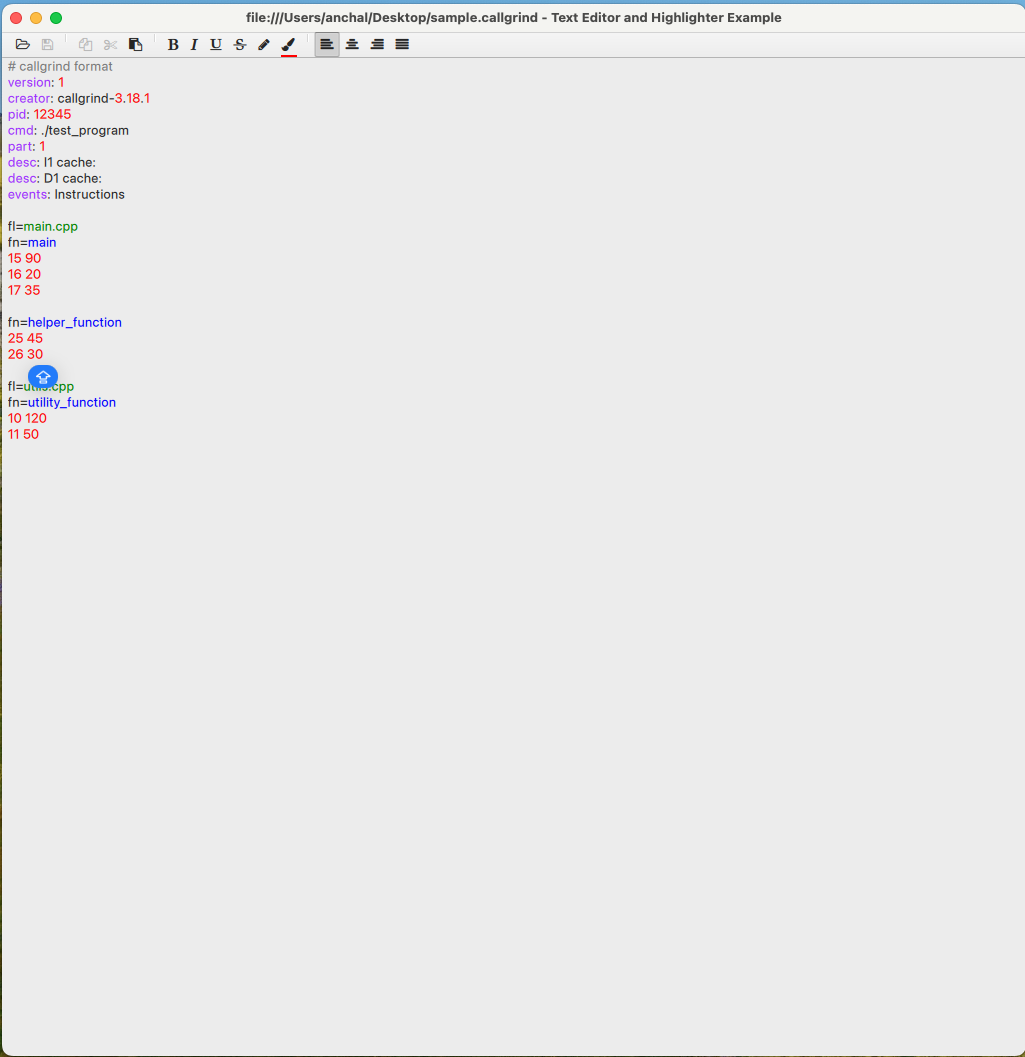 file:///Users/anchal/Desktop/sample.callgrind - Text Editor and Highlighter Example
B I U S
# callgrind format
version: 1
creator: callgrind-3.18.1
pid: 12345
cmd: ./test_program
part: 1
desc: I1 cache:
desc: D1 cache:
events: Instructions
fl=main.cpp
fn=main
15 90
16 20
17 35
fn=helper_function
25 45
26 30
fl=utils.cpp
fn=utility_function
10 120
11 50